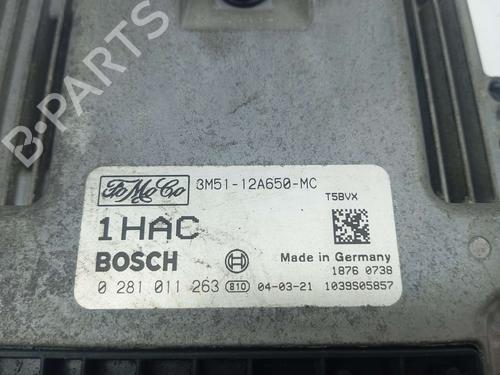 B-PARTS
FoMoCo 3M51-12A650-MC
T5BVX
1HAC
BOSCH Made in Germany
1876 0738
0 281 011 263 810 04-03-21 1039S05857